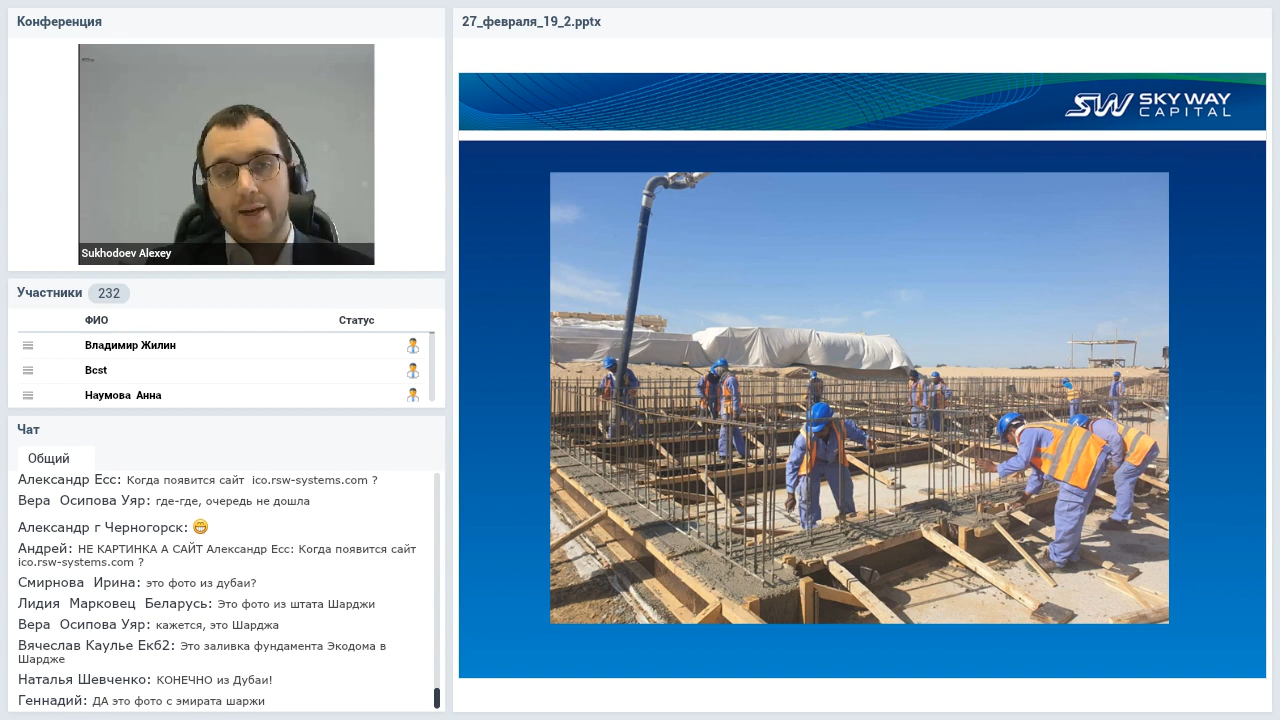 Конференция
Sukhodoev Alexey
Участники 232
ФИО Статус
Владимир Жилин
Bcst
Наумова Анна
Чат
Общий
Александр Есс: Когда появится сайт ico.rsw-systems.com ?
Вера Осипова Уяр: где-где, очередь не дошла
Александр г Черногорск:
Андрей: НЕ КАРТИНКА А САЙТ Александр Есс: Когда появится сайт
ico.rsw-systems.com ?
Смирнова Ирина: это фото из дубаи?
Лидия Марковец Беларусь: Это фото из штата Шарджи
Вера Осипова Уяр: кажется, это Шарджа
Вячеслав Каулье Екб2: Это заливка фундамента Экодома в
Шардже
Наталья Шевченко: КОНЕЧНО из Дубаи!
Геннадий: ДА это фото с эмирата шаржи
27_февраля_19_2.pptx
SW SKY WAY
CAPITAL